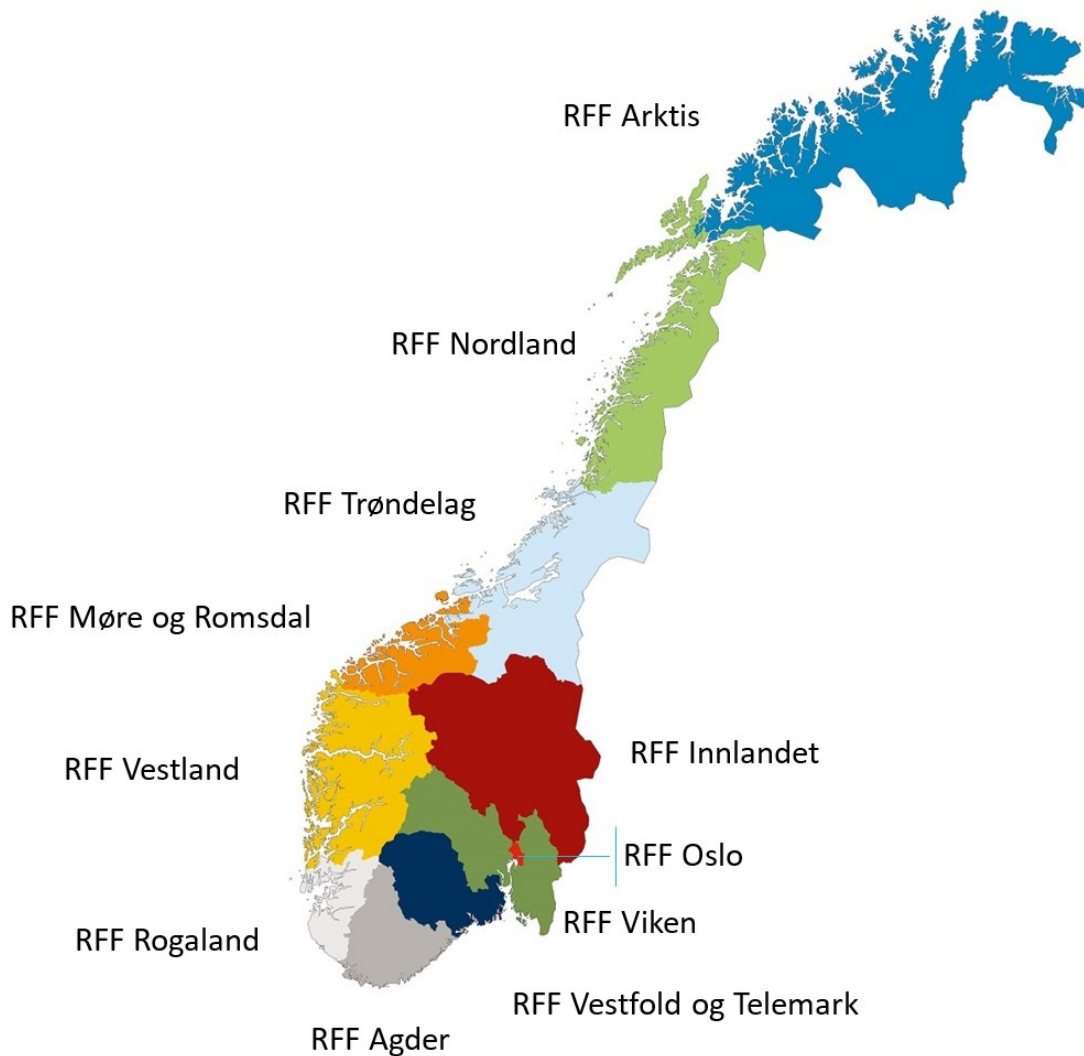 RFF Arktis
RFF Nordland
RFF Trøndelag
RFF Møre og Romsdal
RFF Vestland
RFF Innlandet
RFF Oslo
RFF Viken
RFF Rogaland
RFF Vestfold og Telemark
RFF Agder